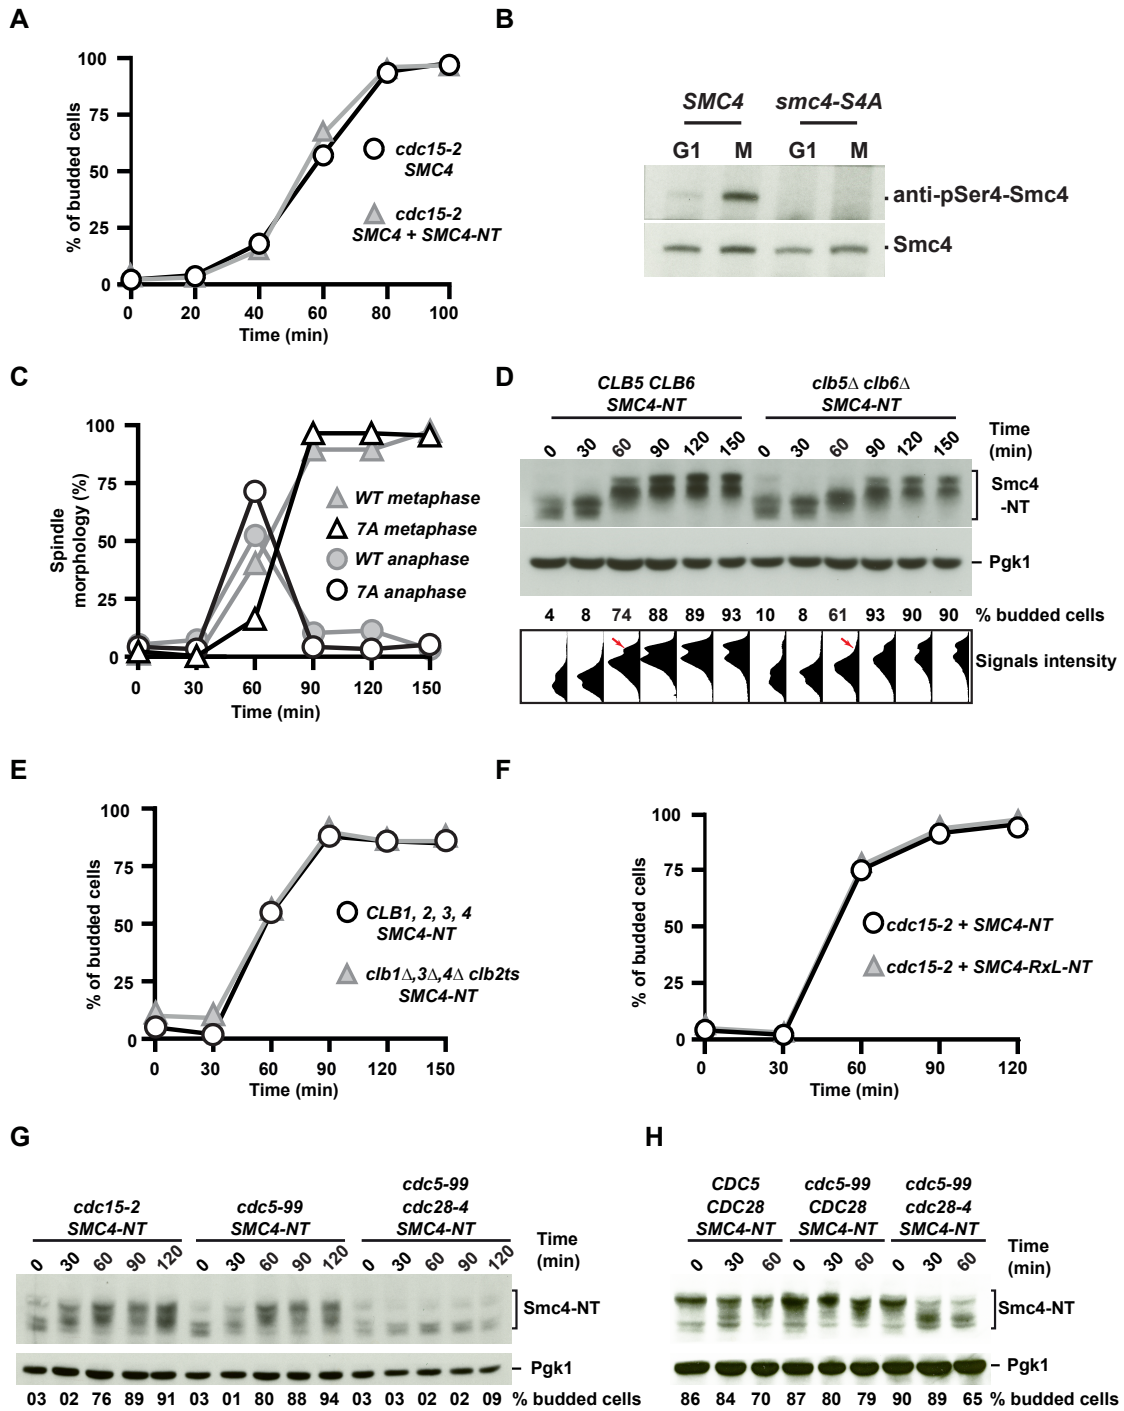 A
100
75
50
25
0
% of budded cells
cdc15-2
SMC4
cdc15-2
SMC4 + SMC4-NT
0 20 40 60 80 100
Time (min)
B
SMC4 smc4-S4A
G1 M G1 M
anti-pSer4-Smc4
Smc4
C
100
75
50
25
0
Spindle
morphology (%)
WT metaphase
7A metaphase
WT anaphase
7A anaphase
0 30 60 90 120 150
Time (min)
D
CLB5 CLB6
SMC4-NT
clb5∆ clb6∆
SMC4-NT
0 30 60 90 120 150 0 30 60 90 120 150
Time
(min)
Smc4
-NT
Pgk1
4 8 74 88 89 93 10 8 61 93 90 90 % budded cells
Signals intensity
E
100
75
50
25
0
% of budded cells
CLB1, 2, 3, 4
SMC4-NT
clb1∆,3∆,4∆ clb2ts
SMC4-NT
0 30 60 90 120 150
Time (min)
F
100
75
50
25
0
% of budded cells
cdc15-2 + SMC4-NT
cdc15-2 + SMC4-RxL-NT
0 30 60 90 120
Time (min)
G
cdc15-2
SMC4-NT
cdc5-99
SMC4-NT
cdc5-99
cdc28-4
SMC4-NT
0 30 60 90 120 0 30 60 90 120 0 30 60 90 120
Time
(min)
Smc4-NT
Pgk1
03 02 76 89 91 03 01 80 88 94 03 03 02 02 09 % budded cells
H
CDC5
CDC28
SMC4-NT
cdc5-99
CDC28
SMC4-NT
cdc5-99
cdc28-4
SMC4-NT
0 30 60 0 30 60 0 30 60
Time
(min)
Smc4-NT
Pgk1
86 84 70 87 80 79 90 89 65 % budded cells